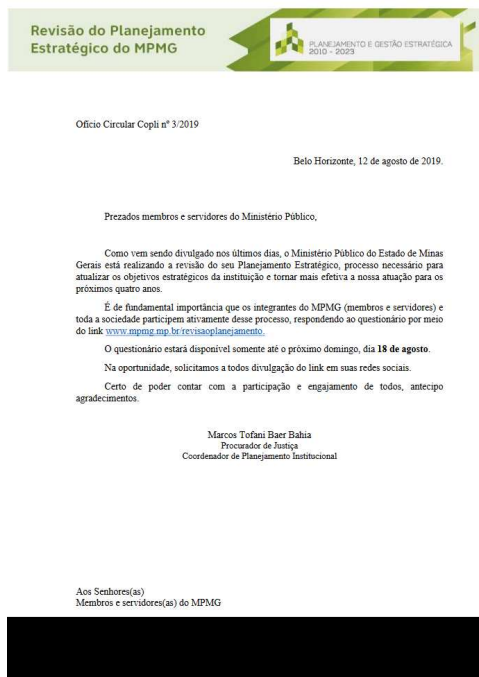 Revisão do Planejamento
Estratégico do MPMG
PLANEJAMENTO E GESTÃO ESTRATÉGICA
2010 - 2023
Ofício Circular Copli nº 3/2019
Belo Horizonte, 12 de agosto de 2019.
Prezados membros e servidores do Ministério Público,
Como vem sendo divulgado nos últimos dias, o Ministério Público do Estado de Minas
Gerais está realizando a revisão do seu Planejamento Estratégico, processo necessário para
atualizar os objetivos estratégicos da instituição e tornar mais efetiva a nossa atuação para os
próximos quatro anos.
É de fundamental importância que os integrantes do MPMG (membros e servidores) e
toda a sociedade participem ativamente desse processo, respondendo ao questionário por meio
do link www.mpmg.mp.br/revisaoplanejamento.
O questionário estará disponível somente até o próximo domingo, dia 18 de agosto.
Na oportunidade, solicitamos a todos divulgação do link em suas redes sociais.
Certo de poder contar com a participação e engajamento de todos, antecipo
agradecimentos.
Marcos Tofani Baer Bahia
Procurador de Justiça
Coordenador de Planejamento Institucional
Aos Senhores(as)
Membros e servidores(as) do MPMG